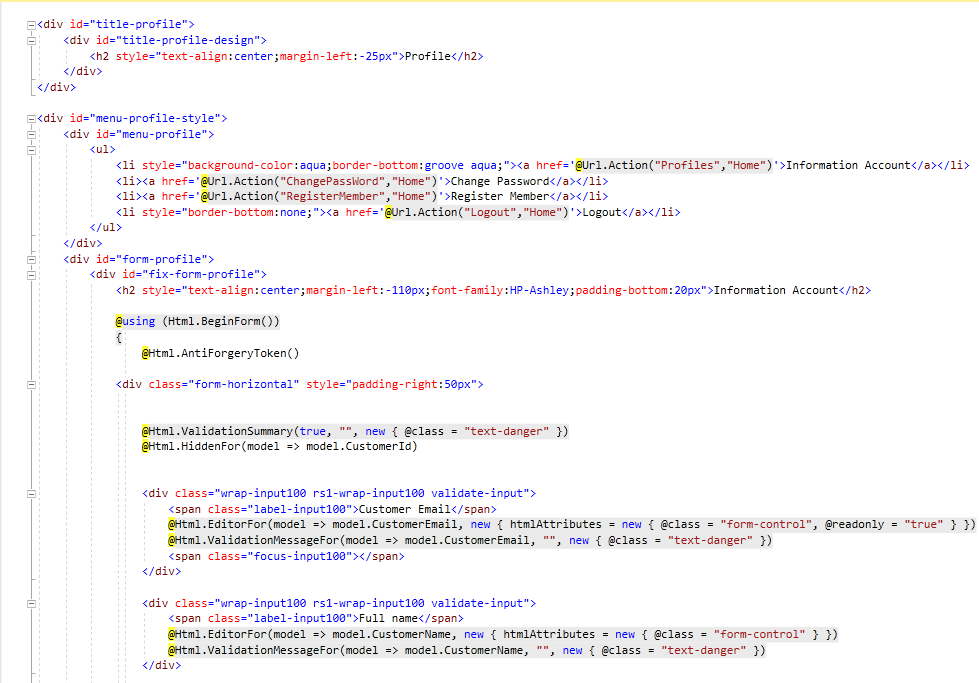 <div id="title-profile">
<div id="title-profile-design">
<h2 style="text-align:center;margin-left:-25px">Profile</h2>
</div>
</div>
<div id="menu-profile-style">
<div id="menu-profile">
<ul>
<li style="background-color:aqua;border-bottom:groove aqua;"><a href='@Url.Action("Profiles","Home")'>Information Account</a></li>
<li><a href='@Url.Action("ChangePassWord","Home")'>Change Password</a></li>
<li><a href='@Url.Action("RegisterMember","Home")'>Register Member</a></li>
<li style="border-bottom:none;"><a href='@Url.Action("Logout","Home")'>Logout</a></li>
</ul>
</div>
<div id="form-profile">
<div id="fix-form-profile">
<h2 style="text-align:center;margin-left:-110px;font-family:HP-Ashley;padding-bottom:20px">Information Account</h2>
@using (Html.BeginForm())
{
@Html.AntiForgeryToken()
<div class="form-horizontal" style="padding-right:50px">
@Html.ValidationSummary(true, "", new { @class = "text-danger" })
@Html.HiddenFor(model => model.CustomerId)
<div class="wrap-input100 rs1-wrap-input100 validate-input">
<span class="label-input100">Customer Email</span>
@Html.EditorFor(model => model.CustomerEmail, new { htmlAttributes = new { @class = "form-control", @readonly = "true" } })
@Html.ValidationMessageFor(model => model.CustomerEmail, "", new { @class = "text-danger" })
<span class="focus-input100"></span>
</div>
<div class="wrap-input100 rs1-wrap-input100 validate-input">
<span class="label-input100">Full name</span>
@Html.EditorFor(model => model.CustomerName, new { htmlAttributes = new { @class = "form-control" } })
@Html.ValidationMessageFor(model => model.CustomerName, "", new { @class = "text-danger" })
</div>